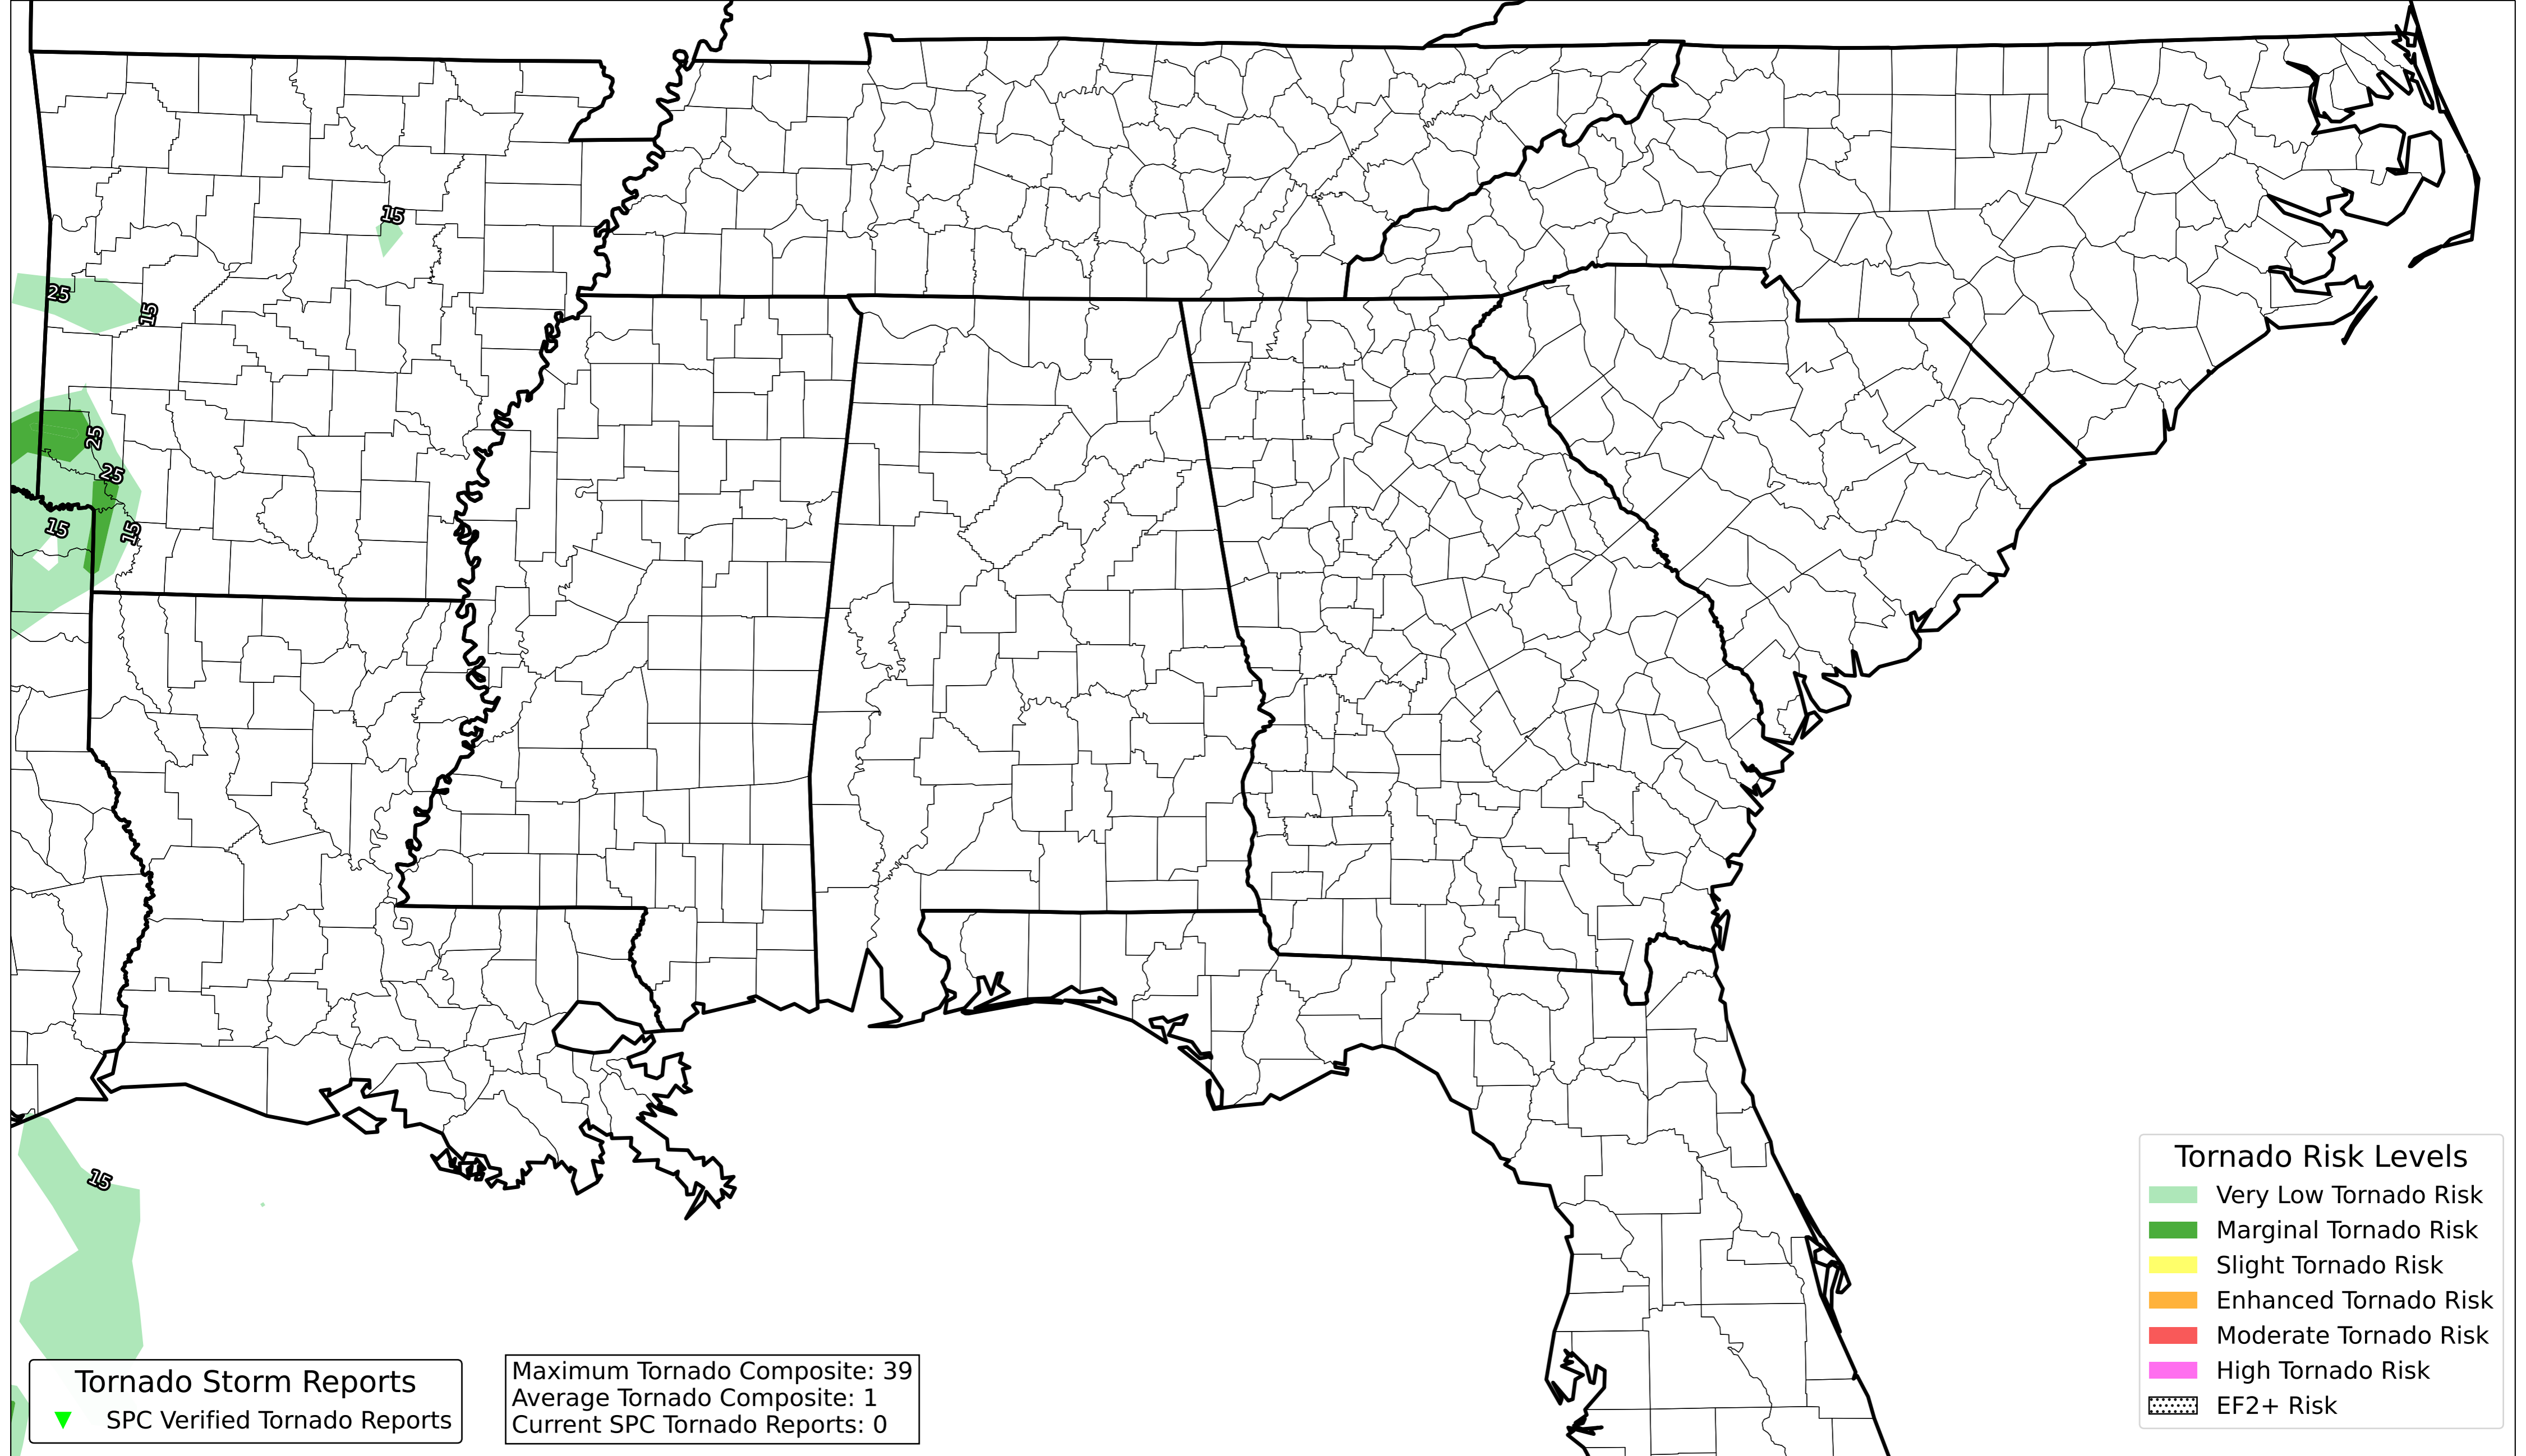 15
25
15
25
25
15
15
15
Tornado Storm Reports
SPC Verified Tornado Reports
Maximum Tornado Composite: 39
Average Tornado Composite: 1
Current SPC Tornado Reports: 0
Tornado Risk Levels
Very Low Tornado Risk
Marginal Tornado Risk
Slight Tornado Risk
Enhanced Tornado Risk
Moderate Tornado Risk
High Tornado Risk
EF2+ Risk